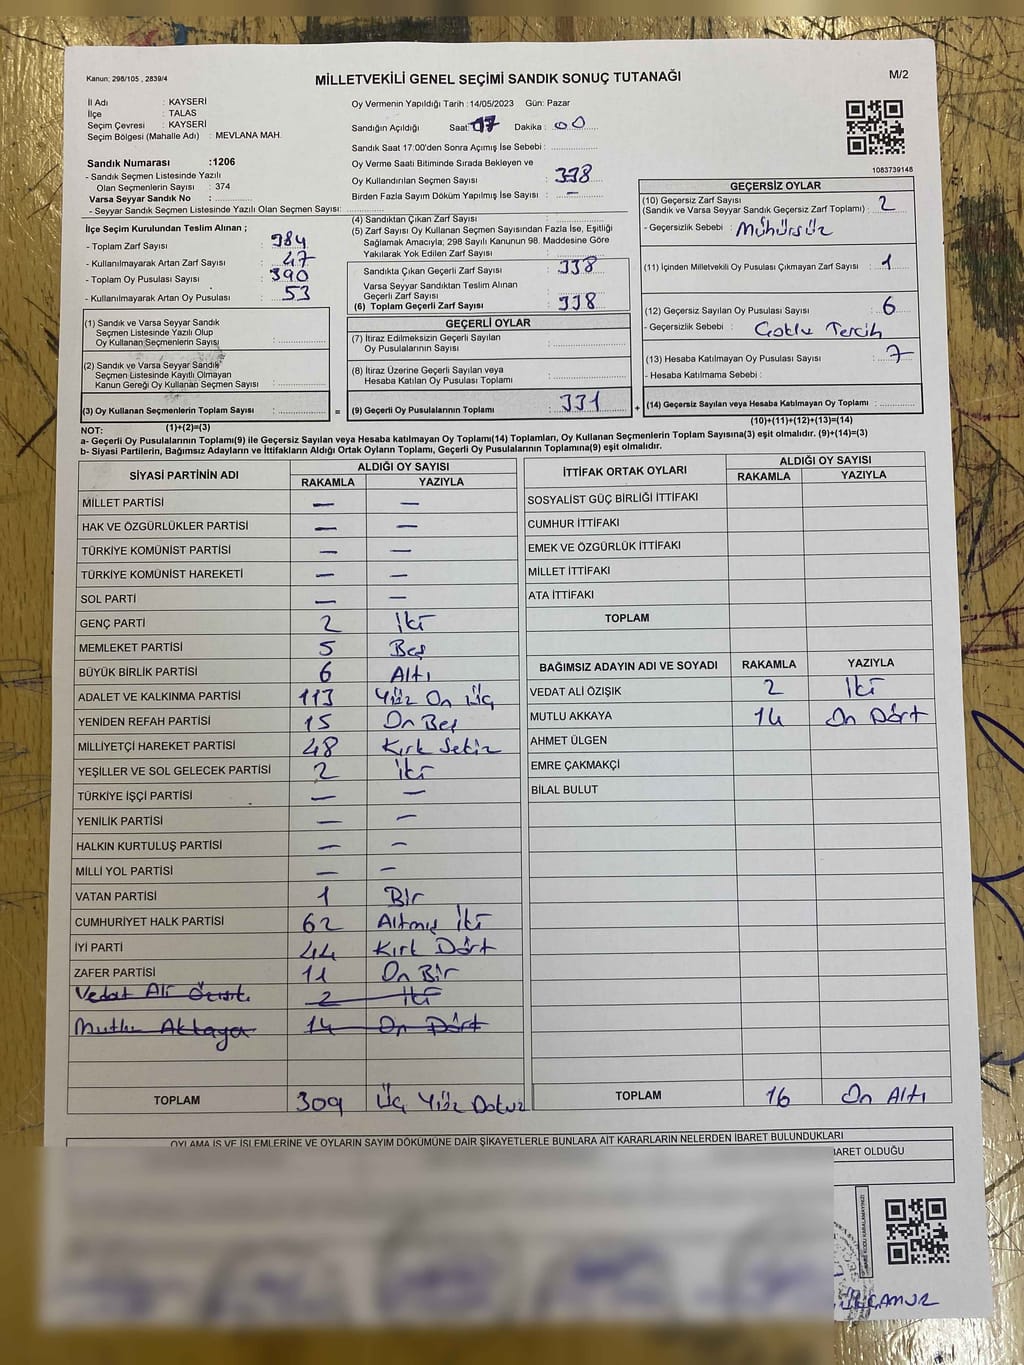 Kanun; 298/105 , 2839/4
MİLLETVEKİLİ GENEL SEÇİMİ SANDIK SONUÇ TUTANAĞI
M/2
İl Adı : KAYSERİ
İlçe : TALAS
Seçim Çevresi : KAYSERİ
Seçim Bölgesi (Mahalle Adı) : MEVLANA MAH.
Sandık Numarası :1206
- Sandık Seçmen Listesinde Yazılı
Olan Seçmenlerin Sayısı : 374
Varsa Seyyar Sandık No :
- Seyyar Sandık Seçmen Listesinde Yazılı Olan Seçmen Sayısı:
İlçe Seçim Kurulundan Teslim Alınan ;
- Toplam Zarf Sayısı : 384
- Kullanılmayarak Artan Zarf Sayısı : 47
- Toplam Oy Pusulası Sayısı : 390
- Kullanılmayarak Artan Oy Pusulası : 53
(1) Sandık ve Varsa Seyyar Sandık
Seçmen Listesinde Yazılı Olup
Oy Kullanan Seçmenlerin Sayısı :
(2) Sandık ve Varsa Seyyar Sandık
Seçmen Listesinde Kayıtlı Olmayan
Kanun Gereği Oy Kullanan Seçmen Sayısı :
(3) Oy Kullanan Seçmenlerin Toplam Sayısı :
(1)+(2)=(3)
Oy Vermenin Yapıldığı Tarih :14/05/2023 Gün: Pazar
Sandığın Açıldığı Saat: 17 Dakika : 00
Sandık Saat 17:00'den Sonra Açımış İse Sebebi :
Oy Verme Saati Bitiminde Sırada Bekleyen ve
Oy Kullandırılan Seçmen Sayısı : 338
Birden Fazla Sayım Döküm Yapılmış İse Sayısı : —
(4) Sandıktan Çıkan Zarf Sayısı :
(5) Zarf Sayısı Oy Kullanan Seçmen Sayısından Fazla İse, Eşitliği
Sağlamak Amacıyla; 298 Sayılı Kanunun 98. Maddesine Göre
Yakılarak Yok Edilen Zarf Sayısı :
Sandıkta Çıkan Geçerli Zarf Sayısı : 338
Varsa Seyyar Sandıktan Teslim Alınan
Geçerli Zarf Sayısı :
(6) Toplam Geçerli Zarf Sayısı : 338
GEÇERLİ OYLAR
(7) İtiraz Edilmeksizin Geçerli Sayılan
Oy Pusulalarının Sayısı :
(8) İtiraz Üzerine Geçerli Sayılan veya
Hesaba Katılan Oy Pusulası Toplamı :
= (9) Geçerli Oy Pusulalarının Toplamı : 331 +
1083739148
GEÇERSİZ OYLAR
(10) Geçersiz Zarf Sayısı
(Sandık ve Varsa Seyyar Sandık Geçersiz Zarf Toplamı) : 2
- Geçersizlik Sebebi : Mühürsüz
(11) İçinden Milletvekili Oy Pusulası Çıkmayan Zarf Sayısı : 1
(12) Geçersiz Sayılan Oy Pusulası Sayısı : 6
- Geçersizlik Sebebi : Çoklu Tercih
(13) Hesaba Katılmayan Oy Pusulası Sayısı : 7
- Hesaba Katılmama Sebebi :
(14) Geçersiz Sayılan veya Hesaba Katılmayan Oy Toplamı :
(10)+(11)+(12)+(13)=(14)
NOT:
a- Geçerli Oy Pusulalarının Toplamı(9) ile Geçersiz Sayılan veya Hesaba katılmayan Oy Toplamı(14) Toplamları, Oy Kullanan Seçmenlerin Toplam Sayısına(3) eşit olmalıdır. (9)+(14)=(3)
b- Siyasi Partilerin, Bağımsız Adayların ve İttifakların Aldığı Ortak Oyların Toplamı, Geçerli Oy Pusulalarının Toplamına(9) eşit olmalıdır.
SİYASİ PARTİNİN ADI ALDIĞI OY SAYISI
RAKAMLA YAZIYLA
MİLLET PARTİSİ — —
HAK VE ÖZGÜRLÜKLER PARTİSİ — —
TÜRKİYE KOMÜNİST PARTİSİ — —
TÜRKİYE KOMÜNİST HAREKETİ — —
SOL PARTİ — —
GENÇ PARTİ 2 İki
MEMLEKET PARTİSİ 5 Beş
BÜYÜK BİRLİK PARTİSİ 6 Altı
ADALET VE KALKINMA PARTİSİ 113 Yüz On Üç
YENİDEN REFAH PARTİSİ 15 On Beş
MİLLİYETÇİ HAREKET PARTİSİ 48 Kırk Sekiz
YEŞİLLER VE SOL GELECEK PARTİSİ 2 İki
TÜRKİYE İŞÇİ PARTİSİ — —
YENİLİK PARTİSİ — —
HALKIN KURTULUŞ PARTİSİ — —
MİLLİ YOL PARTİSİ — —
VATAN PARTİSİ 1 Bir
CUMHURİYET HALK PARTİSİ 62 Altmış İki
İYİ PARTİ 44 Kırk Dört
ZAFER PARTİSİ 11 On Bir
Vedat Ali Özışık 2 İki
Mutlu Akkaya 14 On Dört
TOPLAM 309 Üç Yüz Dokuz
İTTİFAK ORTAK OYLARI ALDIĞI OY SAYISI
RAKAMLA YAZIYLA
SOSYALİST GÜÇ BİRLİĞİ İTTİFAKI
CUMHUR İTTİFAKI
EMEK VE ÖZGÜRLÜK İTTİFAKI
MİLLET İTTİFAKI
ATA İTTİFAKI
TOPLAM
BAĞIMSIZ ADAYIN ADI VE SOYADI RAKAMLA YAZIYLA
VEDAT ALİ ÖZIŞIK 2 İki
MUTLU AKKAYA 14 On Dört
AHMET ÜLGEN
EMRE ÇAKMAKÇİ
BİLAL BULUT
TOPLAM 16 On Altı
OYLAMA İŞ VE İŞLEMLERİNE VE OYLARIN SAYIM DÖKÜMÜNE DAİR ŞİKAYETLERLE BUNLARA AİT KARARLARIN NELERDEN İBARET BULUNDUKLARI
BARET OLDUĞU